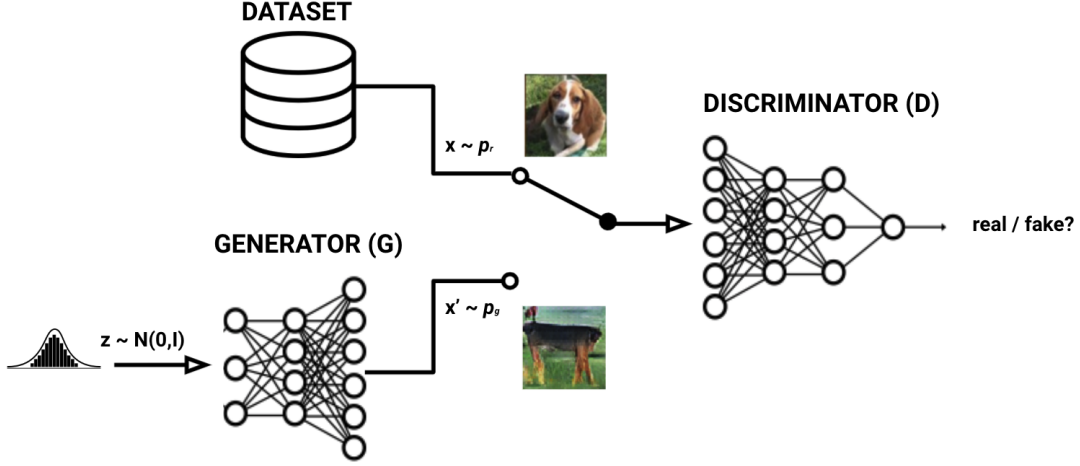 DATASET
x ~ pr
DISCRIMINATOR (D)
real / fake?
GENERATOR (G)
x’ ~ pg
z ~ N(0,I)